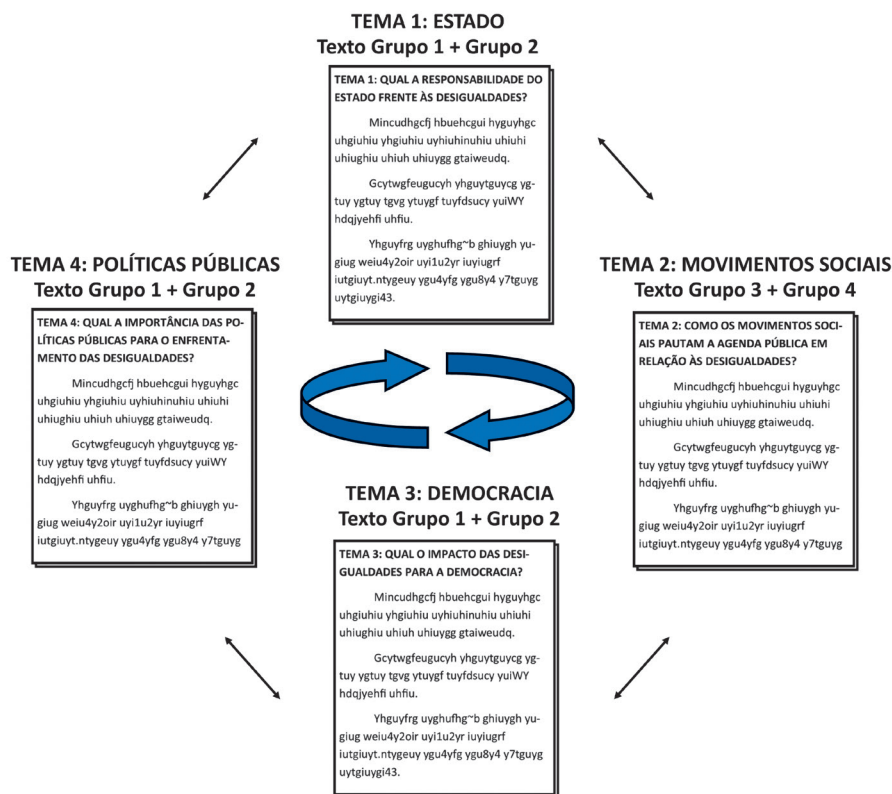 TEMA 1: ESTADO
Texto Grupo 1 + Grupo 2
TEMA 1: QUAL A RESPONSABILIDADE DO
ESTADO FRENTE ÀS DESIGUALDADES?
Mincudhgcfj hbuehcgui hyguyhgc
uhgiuhiu yhgiuhiu uyhiuhinuhiu uhiuhi
uhiughiu uhiuh uhiuygg gtaiweudq.
Gcytwgfeugucyh yhguytguycg yg-
tuy ygtuy tgvg ytuygf tuyfdsucy yuiWY
hdqjyehfi uhfiu.
Yhguyfrg uyghufhg~b ghiuygh yu-
giug weiu4y2oir uyi1u2yr iuyiugrf
iutgiuyt.ntygeuy ygu4yfg ygu8y4 y7tguyg
uytgiuygi43.
TEMA 4: POLÍTICAS PÚBLICAS
Texto Grupo 1 + Grupo 2
TEMA 4: QUAL A IMPORTÂNCIA DAS PO-
LÍTICAS PÚBLICAS PARA O ENFRENTA-
MENTO DAS DESIGUALDADES?
Mincudhgcfj hbuehcgui hyguyhgc
uhgiuhiu yhgiuhiu uyhiuhinuhiu uhiuhi
uhiughiu uhiuh uhiuygg gtaiweudq.
Gcytwgfeugucyh yhguytguycg yg-
tuy ygtuy tgvg ytuygf tuyfdsucy yuiWY
hdqjyehfi uhfiu.
Yhguyfrg uyghufhg~b ghiuygh yu-
giug weiu4y2oir uyi1u2yr iuyiugrf
iutgiuyt.ntygeuy ygu4yfg ygu8y4 y7tguyg
TEMA 2: MOVIMENTOS SOCIAIS
Texto Grupo 3 + Grupo 4
TEMA 2: COMO OS MOVIMENTOS SOCI-
AIS PAUTAM A AGENDA PÚBLICA EM
RELAÇÃO ÀS DESIGUALDADES?
Mincudhgcfj hbuehcgui hyguyhgc
uhgiuhiu yhgiuhiu uyhiuhinuhiu uhiuhi
uhiughiu uhiuh uhiuygg gtaiweudq.
Gcytwgfeugucyh yhguytguycg yg-
tuy ygtuy tgvg ytuygf tuyfdsucy yuiWY
hdqjyehfi uhfiu.
Yhguyfrg uyghufhg~b ghiuygh yu-
giug weiu4y2oir uyi1u2yr iuyiugrf
iutgiuyt.ntygeuy ygu4yfg ygu8y4 y7tguyg
TEMA 3: DEMOCRACIA
Texto Grupo 1 + Grupo 2
TEMA 3: QUAL O IMPACTO DAS DESI-
GUALDADES PARA A DEMOCRACIA?
Mincudhgcfj hbuehcgui hyguyhgc
uhgiuhiu yhgiuhiu uyhiuhinuhiu uhiuhi
uhiughiu uhiuh uhiuygg gtaiweudq.
Gcytwgfeugucyh yhguytguycg yg-
tuy ygtuy tgvg ytuygf tuyfdsucy yuiWY
hdqjyehfi uhfiu.
Yhguyfrg uyghufhg~b ghiuygh yu-
giug weiu4y2oir uyi1u2yr iuyiugrf
iutgiuyt.ntygeuy ygu4yfg ygu8y4 y7tguyg
uytgiuygi43.